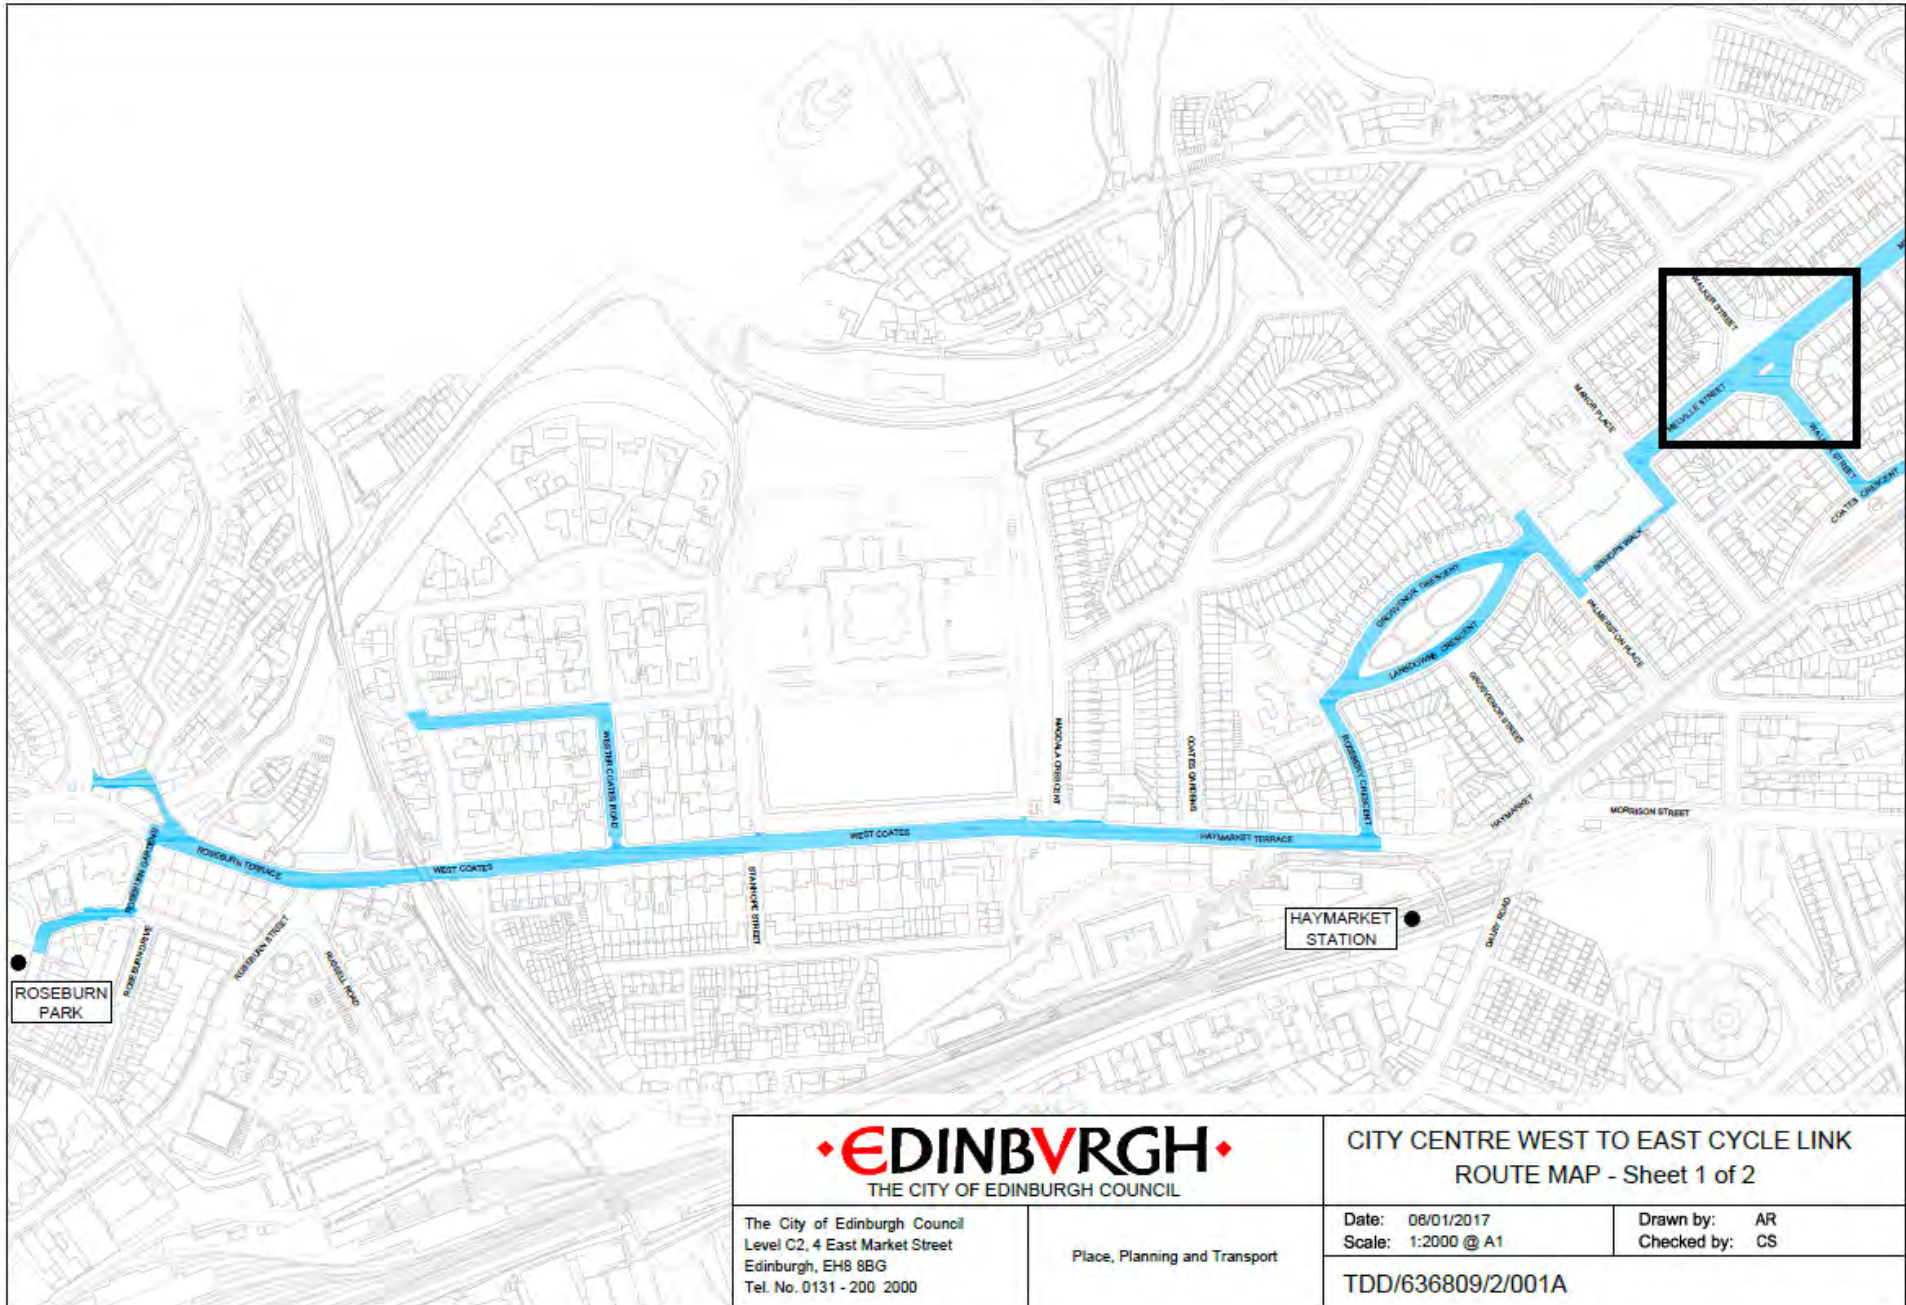 WALKER STREET
MELVILLE STREET
MANOR PLACE
WALKER STREET
COATES CRESCENT
BISHOP'S WALK
PALMERSTON PLACE
GROSVENOR CRESCENT
LANSDOWNE CRESCENT
GROSVENOR STREET
ROSEBERY CRESCENT
MAGDALA CRESCENT
COATES GARDENS
WESTER COATES ROAD
HAYMARKET
MORRISON STREET
HAYMARKET TERRACE
WEST COATES
WEST COATES
ROSEBURN TERRACE
ROSEBURN GARDENS
STANHOPE STREET
ROSEBURN DRIVE
ROSEBURN STREET
RUSSELL ROAD
DALRY ROAD
HAYMARKET
STATION
ROSEBURN
PARK
EDINBVRGH
THE CITY OF EDINBURGH COUNCIL
The City of Edinburgh Council
Level C2, 4 East Market Street
Edinburgh, EH8 8BG
Tel. No. 0131 - 200 2000
Place, Planning and Transport
CITY CENTRE WEST TO EAST CYCLE LINK
ROUTE MAP - Sheet 1 of 2
Date: 06/01/2017
Scale: 1:2000 @ A1
Drawn by: AR
Checked by: CS
TDD/636809/2/001A